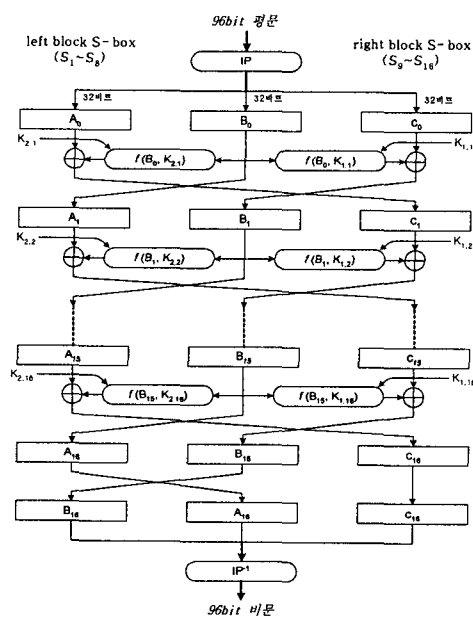 96bit 평문
left block S-box
(S₁~S₈)
right block S-box
(S₉~S₁₆)
IP
32비트
32비트
32비트
A₀
B₀
C₀
K₂.₁
f(B₀, K₂.₁)
f(B₀, K₁.₁)
K₁.₁
A₁
B₁
C₁
K₂.₂
f(B₁, K₂.₂)
f(B₁, K₁.₂)
K₁.₂
A₁₅
B₁₅
C₁₅
K₂.₁₆
f(B₁₅, K₂.₁₆)
f(B₁₅, K₁.₁₆)
K₁.₁₆
A₁₆
B₁₆
C₁₆
B₁₆
A₁₆
C₁₆
IP⁻¹
96bit 비문